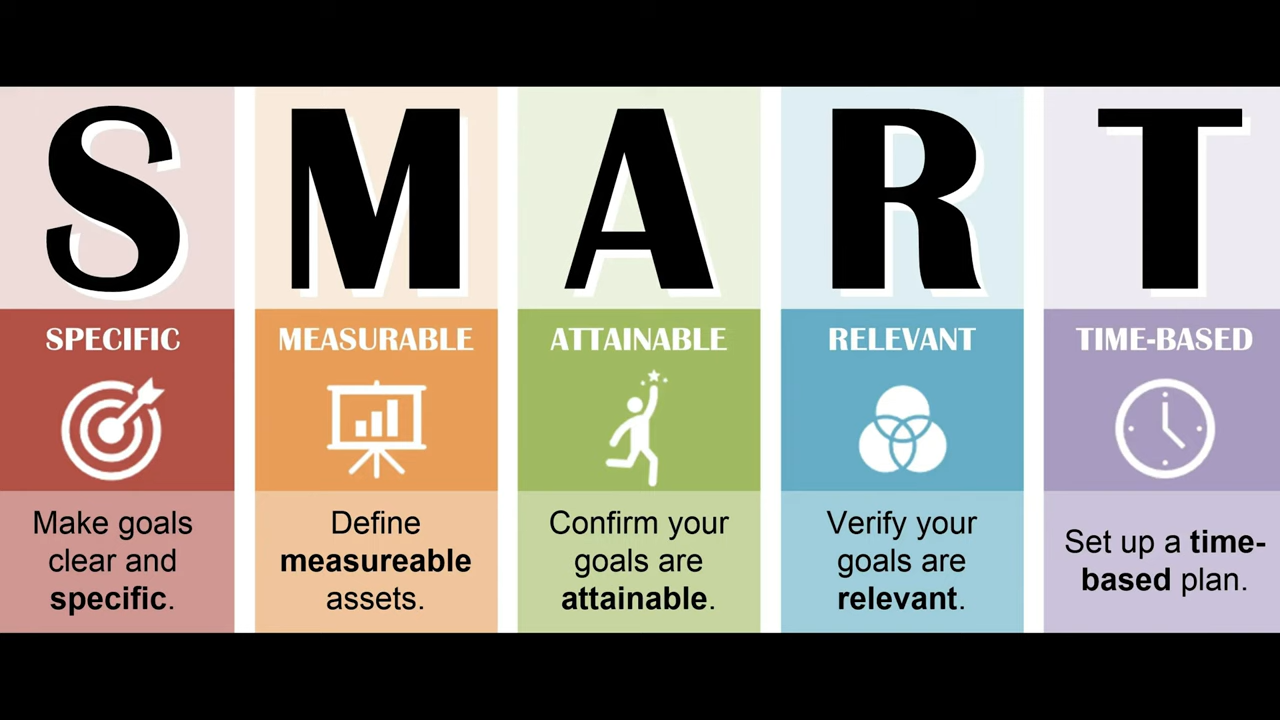 S M A R T
SPECIFIC
MEASURABLE
ATTAINABLE
RELEVANT
TIME-BASED
Make goals
clear and
specific.
Define
measureable
assets.
Confirm your
goals are
attainable.
Verify your
goals are
relevant.
Set up a time-
based plan.